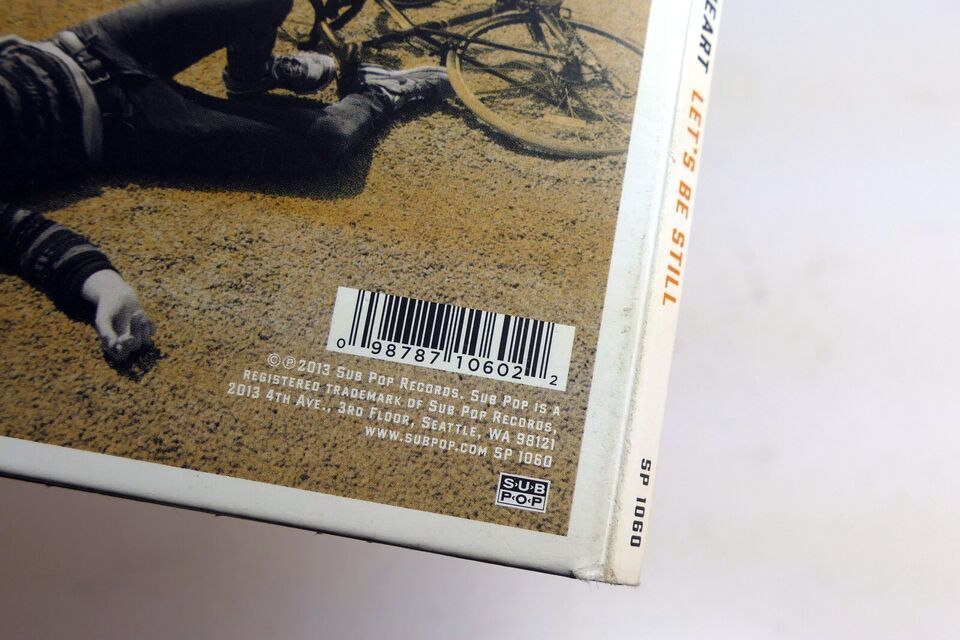 0 98787 10602 2
©℗ 2013 Sub Pop Records. Sub Pop is a
registered trademark of Sub Pop Records,
2013 4th Ave., 3rd Floor, Seattle, WA 98121
www.subpop.com SP 1060
SUB
POP
LET'S BE STILL
SP 1060